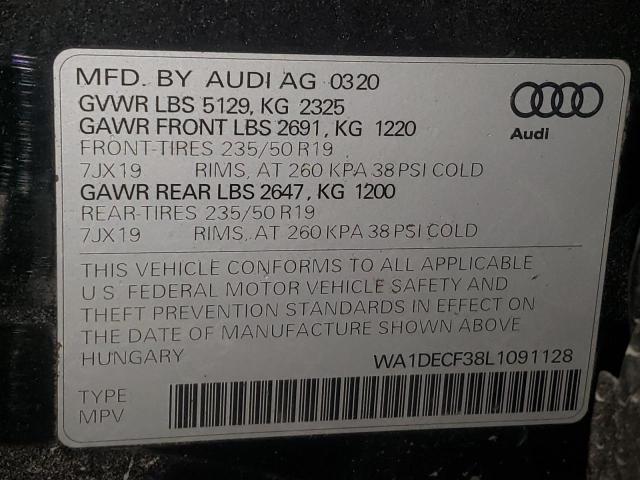 MFD. BY AUDI AG 0320
GVWR LBS 5129, KG 2325
GAWR FRONT LBS 2691, KG 1220
FRONT-TIRES 235/50 R19
7JX19 RIMS, AT 260 KPA 38 PSI COLD
GAWR REAR LBS 2647, KG 1200
REAR-TIRES 235/50 R19
7JX19 RIMS, AT 260 KPA 38 PSI COLD
Audi
THIS VEHICLE CONFORMS TO ALL APPLICABLE
U.S. FEDERAL MOTOR VEHICLE SAFETY AND
THEFT PREVENTION STANDARDS IN EFFECT ON
THE DATE OF MANUFACTURE SHOWN ABOVE
HUNGARY WA1DECF38L1091128
TYPE
MPV